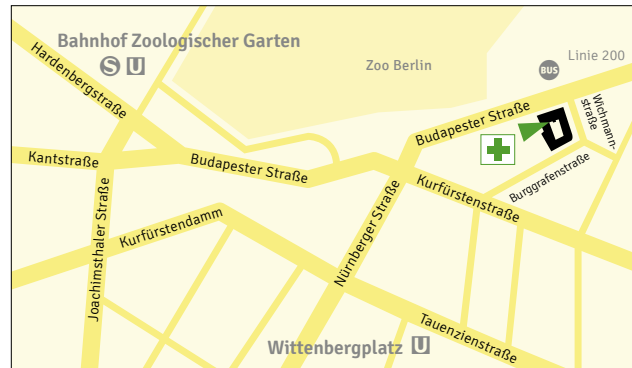 Bahnhof Zoologischer Garten
S U
Hardenbergstraße
Zoo Berlin
Linie 200
BUS
Budapester Straße
Wichmann-
straße
Kantstraße
Budapester Straße
Burggrafenstraße
Kurfürstenstraße
Joachimsthaler Straße
Kurfürstendamm
Nürnberger Straße
Tauenzienstraße
Wittenbergplatz U